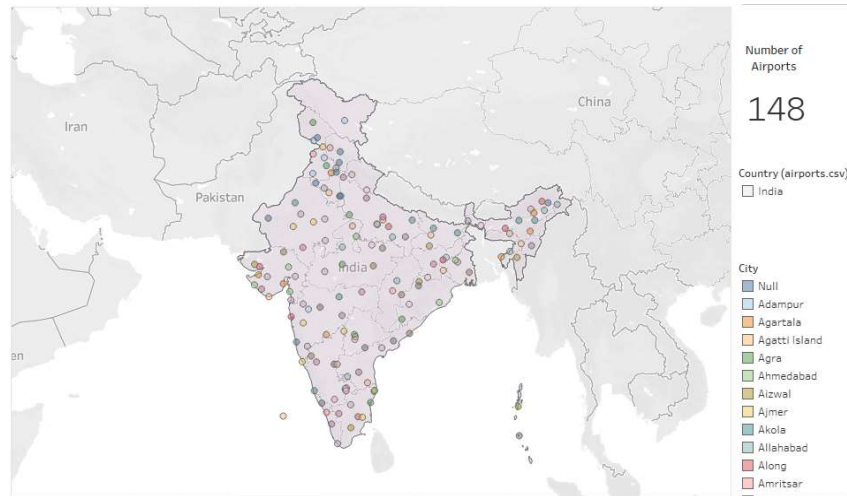 Iran
Pakistan
China
India
en
Number of
Airports
148
Country (airports.csv)
India
City
Null
Adampur
Agartala
Agatti Island
Agra
Ahmedabad
Aizwal
Ajmer
Akola
Allahabad
Along
Amritsar